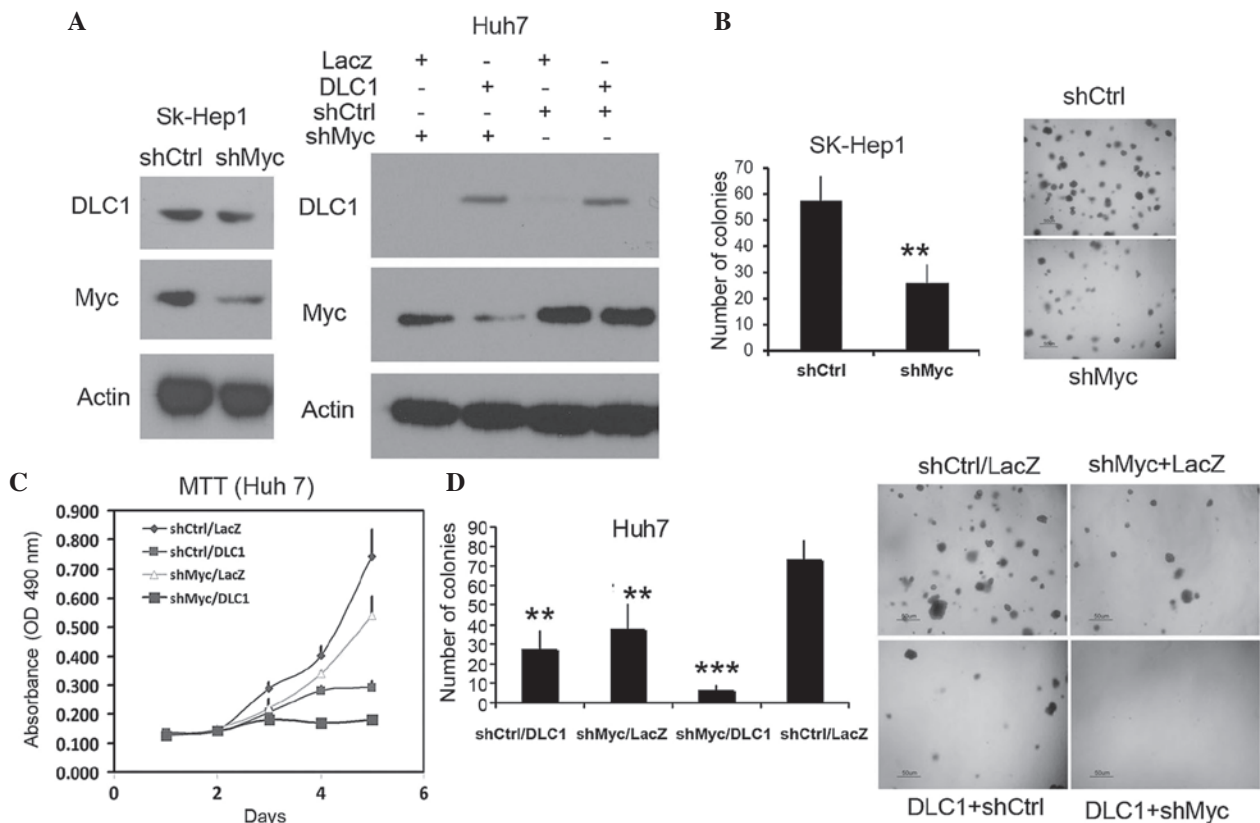 A
Huh7
Lacz + - + -
DLC1 - + - +
shCtrl - - + +
shMyc + + - -
Sk-Hep1
shCtrl shMyc
DLC1
Myc
Actin
DLC1
Myc
Actin
B
SK-Hep1
Number of colonies
70
60
50
40
30
20
10
0
**
shCtrl shMyc
shCtrl
shMyc
C
MTT (Huh 7)
Absorbance (OD 490 nm)
0.900
0.800
0.700
0.600
0.500
0.400
0.300
0.200
0.100
0.000
shCtrl/LacZ
shCtrl/DLC1
shMyc/LacZ
shMyc/DLC1
0 2 4 6
Days
D
Huh7
Number of colonies
90
80
70
60
50
40
30
20
10
0
** ** ***
shCtrl/DLC1 shMyc/LacZ shMyc/DLC1 shCtrl/LacZ
shCtrl/LacZ shMyc+LacZ
50um 50um
50um 50um
DLC1+shCtrl DLC1+shMyc